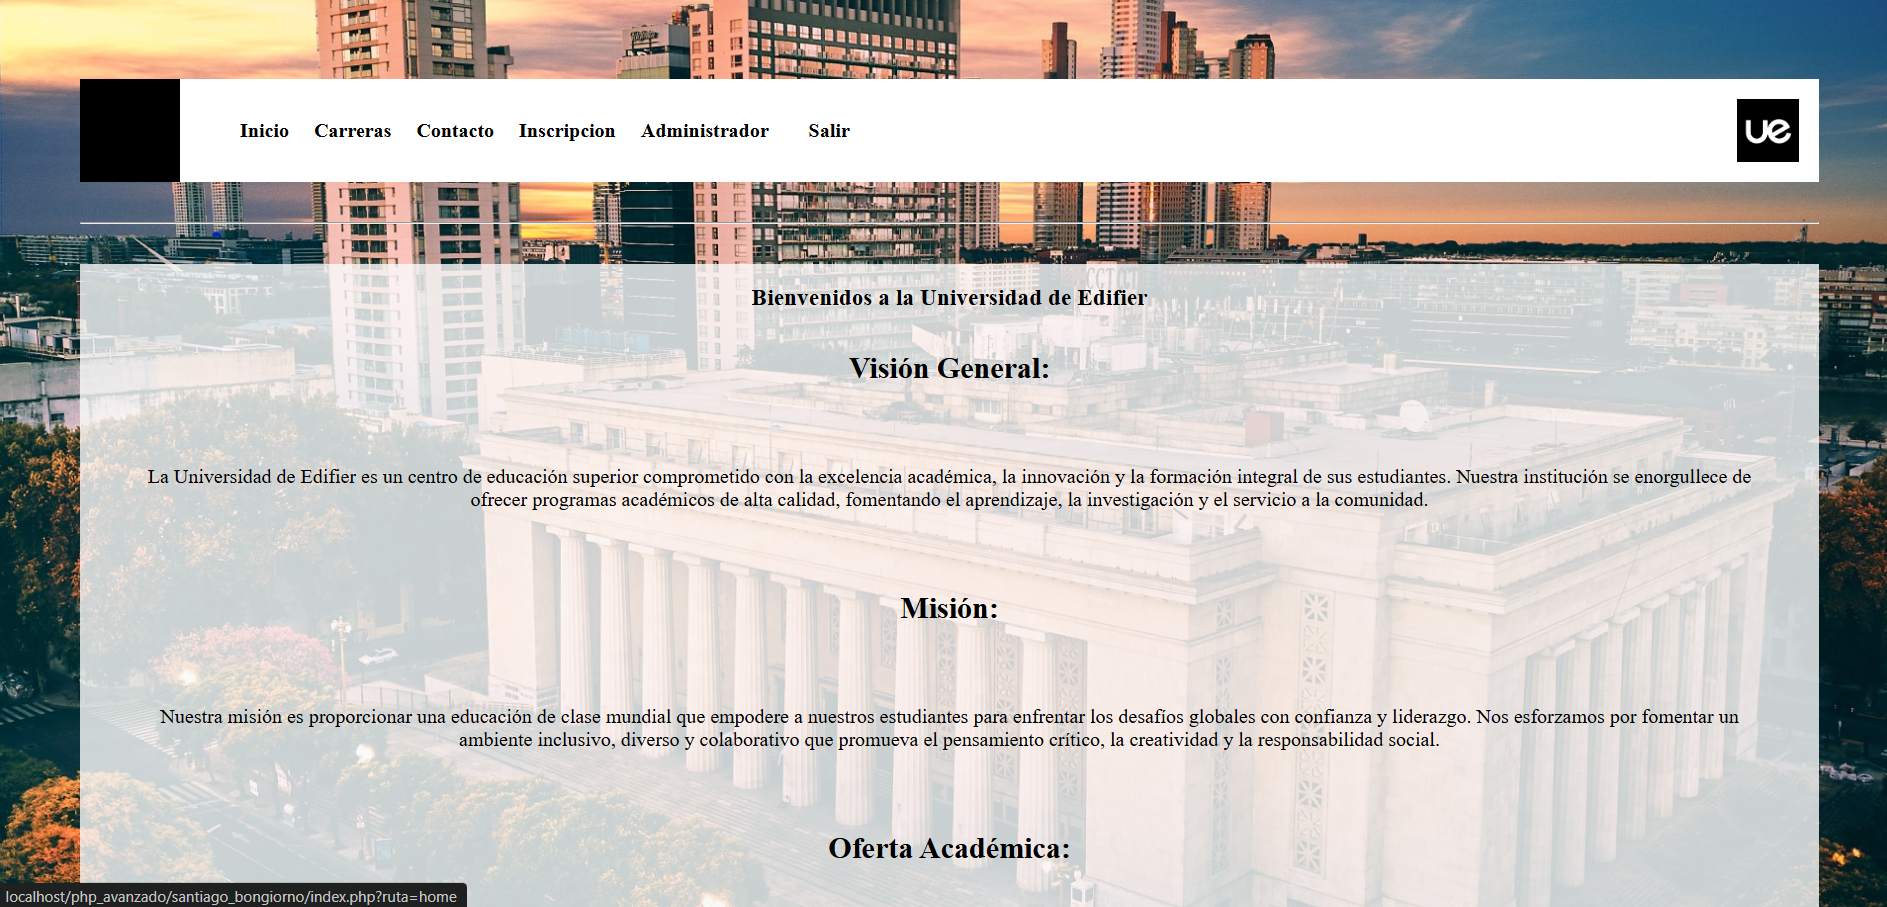 Inicio Carreras Contacto Inscripcion Administrador Salir
ue
Bienvenidos a la Universidad de Edifier
Visión General:
La Universidad de Edifier es un centro de educación superior comprometido con la excelencia académica, la innovación y la formación integral de sus estudiantes. Nuestra institución se enorgullece de
ofrecer programas académicos de alta calidad, fomentando el aprendizaje, la investigación y el servicio a la comunidad.
Misión:
Nuestra misión es proporcionar una educación de clase mundial que empodere a nuestros estudiantes para enfrentar los desafíos globales con confianza y liderazgo. Nos esforzamos por fomentar un
ambiente inclusivo, diverso y colaborativo que promueva el pensamiento crítico, la creatividad y la responsabilidad social.
Oferta Académica:
localhost/php_avanzado/santiago_bongiorno/index.php?ruta=home